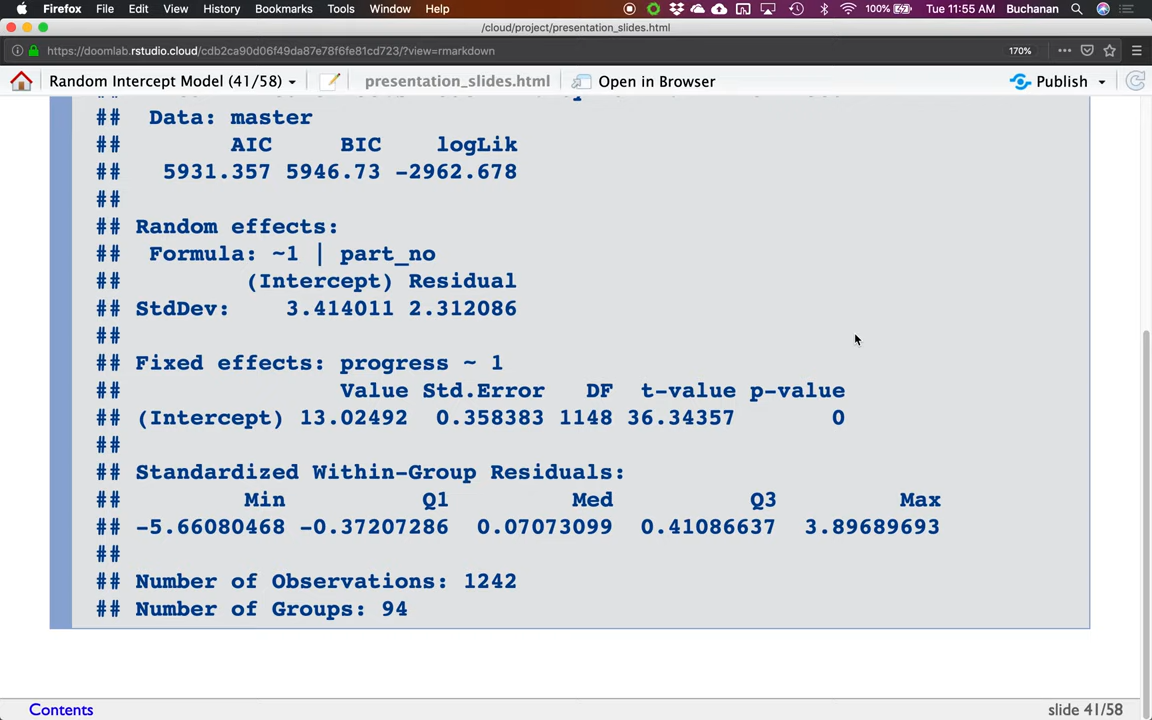 Firefox File Edit View History Bookmarks Tools Window Help 100% Tue 11:55 AM Buchanan
/cloud/project/presentation_slides.html
https://doomlab.rstudio.cloud/cdb2ca90d06f49da87e78f6fe81cd723/?view=rmarkdown 170%
Random Intercept Model (41/58) presentation_slides.html Open in Browser Publish
## Data: master
## AIC BIC logLik
## 5931.357 5946.73 -2962.678
##
## Random effects:
## Formula: ~1 | part_no
## (Intercept) Residual
## StdDev: 3.414011 2.312086
##
## Fixed effects: progress ~ 1
## Value Std.Error DF t-value p-value
## (Intercept) 13.02492 0.358383 1148 36.34357 0
##
## Standardized Within-Group Residuals:
## Min Q1 Med Q3 Max
## -5.66080468 -0.37207286 0.07073099 0.41086637 3.89689693
##
## Number of Observations: 1242
## Number of Groups: 94
Contents slide 41/58